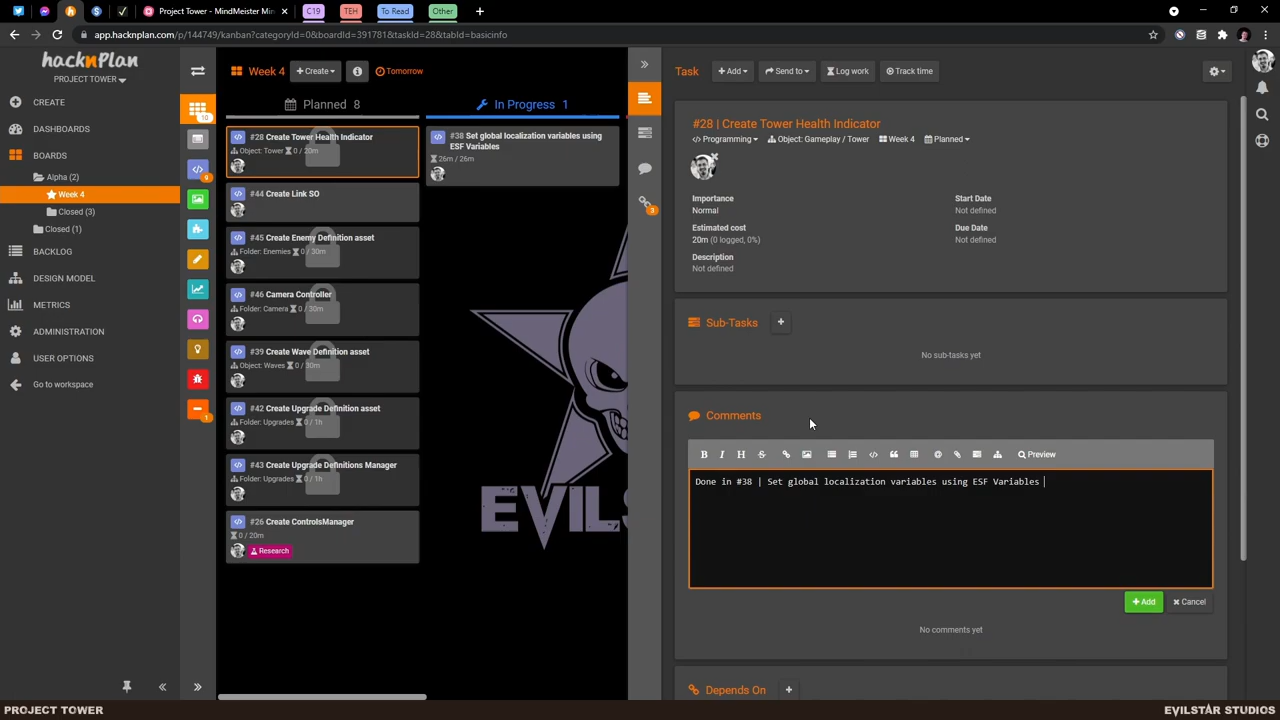 Project Tower - MindMeister Min
C19
TEH
To Read
Other
app.hacknplan.com/p/144749/kanban?categoryId=0&boardId=391781&taskId=28&tabId=basicinfo
hacknPlan
PROJECT TOWER
CREATE
DASHBOARDS
BOARDS
Alpha (2)
Week 4
Closed (3)
Closed (1)
BACKLOG
DESIGN MODEL
METRICS
ADMINISTRATION
USER OPTIONS
Go to workspace
10
9
1
Week 4
+Create
Tomorrow
Planned 8
#28 Create Tower Health Indicator
Object: Tower 0 / 20m
#44 Create Link SO
#45 Create Enemy Definition asset
Folder: Enemies 0 / 30m
#46 Camera Controller
Folder: Camera 0 / 30m
#39 Create Wave Definition asset
Object: Waves 0 / 30m
#42 Create Upgrade Definition asset
Folder: Upgrades 0 / 1h
#43 Create Upgrade Definitions Manager
Folder: Upgrades 0 / 1h
#26 Create ControlsManager
0 / 20m
Research
In Progress 1
#38 Set global localization variables using
ESF Variables
26m / 26m
EVILS
3
Task
+Add
Send to
Log work
Track time
#28 | Create Tower Health Indicator
Programming
Object: Gameplay / Tower
Week 4
Planned
Importance
Normal
Start Date
Not defined
Estimated cost
20m (0 logged, 0%)
Due Date
Not defined
Description
Not defined
Sub-Tasks
+
No sub-tasks yet
Comments
B I H S
Preview
Done in #38 | Set global localization variables using ESF Variables
+Add
Cancel
No comments yet
Depends On
+
PROJECT TOWER
EVILSTAR STUDIOS